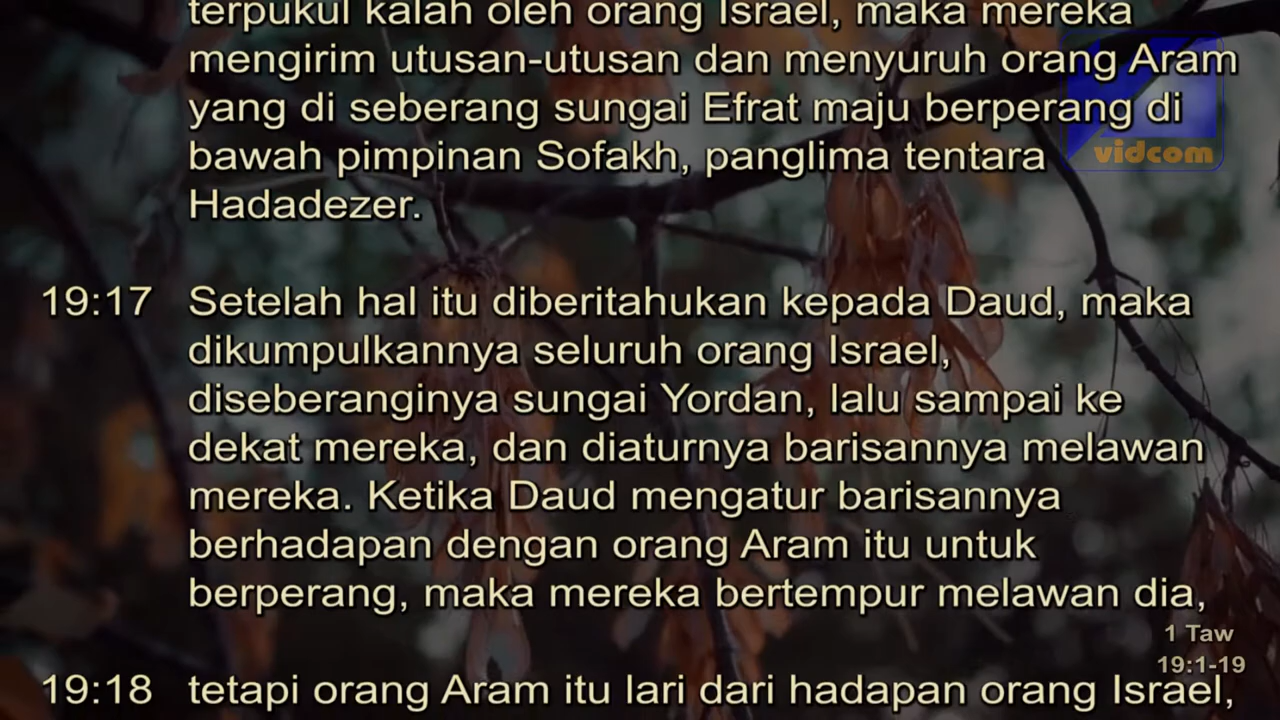 terpukul kalah oleh orang Israel, maka mereka
mengirim utusan-utusan dan menyuruh orang Aram
yang di seberang sungai Efrat maju berperang di
bawah pimpinan Sofakh, panglima tentara
Hadadezer.
vidcom
19:17 Setelah hal itu diberitahukan kepada Daud, maka
dikumpulkannya seluruh orang Israel,
diseberanginya sungai Yordan, lalu sampai ke
dekat mereka, dan diaturnya barisannya melawan
mereka. Ketika Daud mengatur barisannya
berhadapan dengan orang Aram itu untuk
berperang, maka mereka bertempur melawan dia,
1 Taw
19:1-19
19:18 tetapi orang Aram itu lari dari hadapan orang Israel,